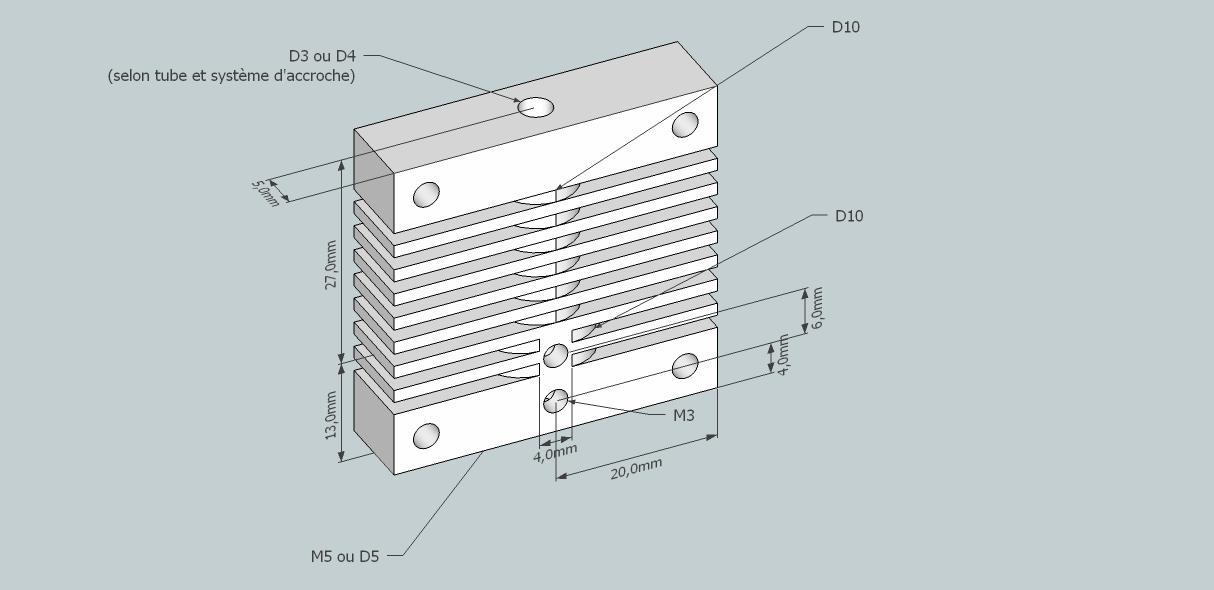 D10
D3 ou D4
(selon tube et système d'accroche)
5,0mm
D10
27,0mm
6,0mm
4,0mm
13,0mm
M3
4,0mm
20,0mm
M5 ou D5